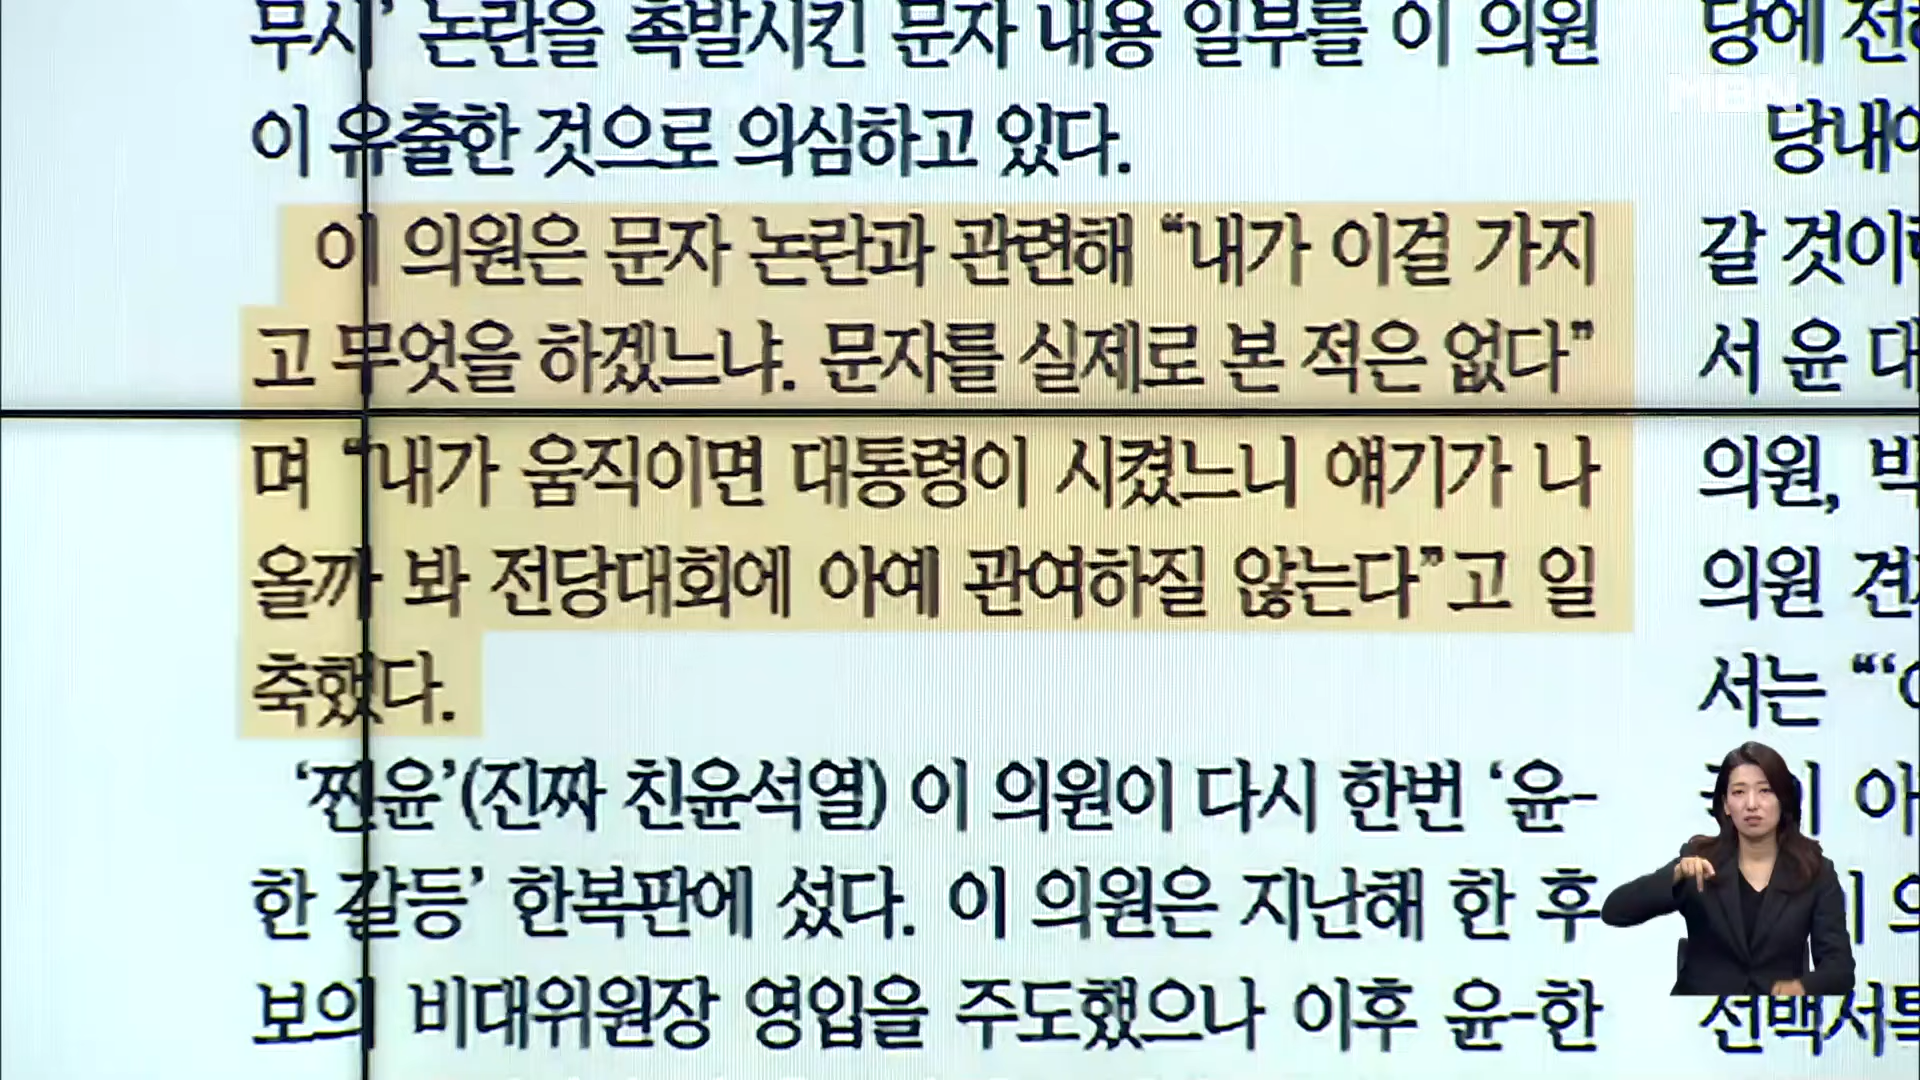 무시’ 논란을 촉발시킨 문자 내용 일부를 이 의원
이 유출한 것으로 의심하고 있다.
이 의원은 문자 논란과 관련해 “내가 이걸 가지
고 무엇을 하겠느냐. 문자를 실제로 본 적은 없다”
며 “내가 움직이면 대통령이 시켰느니 얘기가 나
올까 봐 전당대회에 아예 관여하질 않는다”고 일
축했다.
‘찐윤’(진짜 친윤석열) 이 의원이 다시 한번 ‘윤-
한 갈등’ 한복판에 섰다. 이 의원은 지난해 한 후
보의 비대위원장 영입을 주도했으나 이후 윤-한
당에
당내에
갈 것이
서 윤 대
의원, 박
의원 견
서는 “‘
아
선백서특
MBN